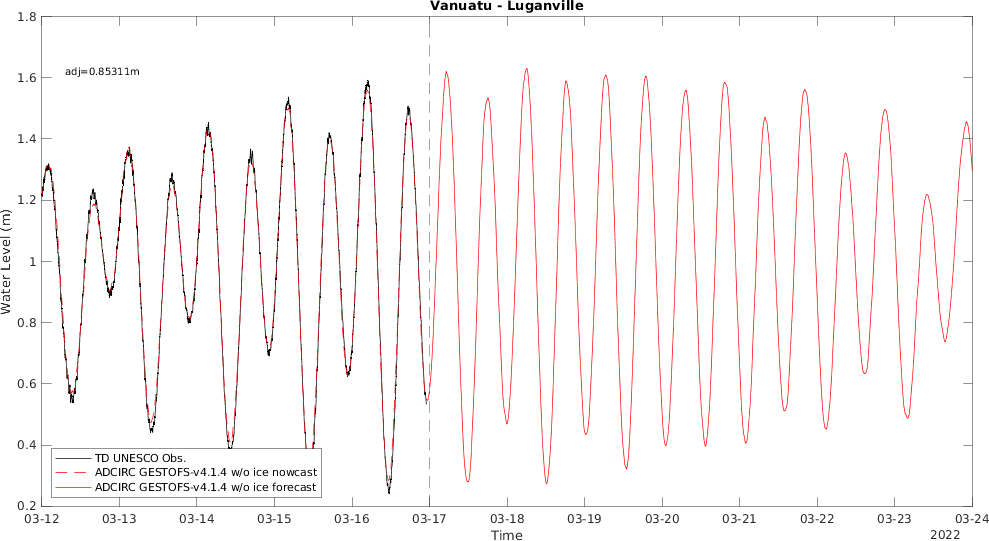 Vanuatu - Luganville
1.8
1.6
1.4
1.2
1
0.8
0.6
0.4
0.2
Water Level (m)
adj=0.85311m
TD UNESCO Obs.
ADCIRC GESTOFS-v4.1.4 w/o ice nowcast
ADCIRC GESTOFS-v4.1.4 w/o ice forecast
03-12 03-13 03-14 03-15 03-16 03-17 03-18 03-19 03-20 03-21 03-22 03-23 03-24
Time
2022